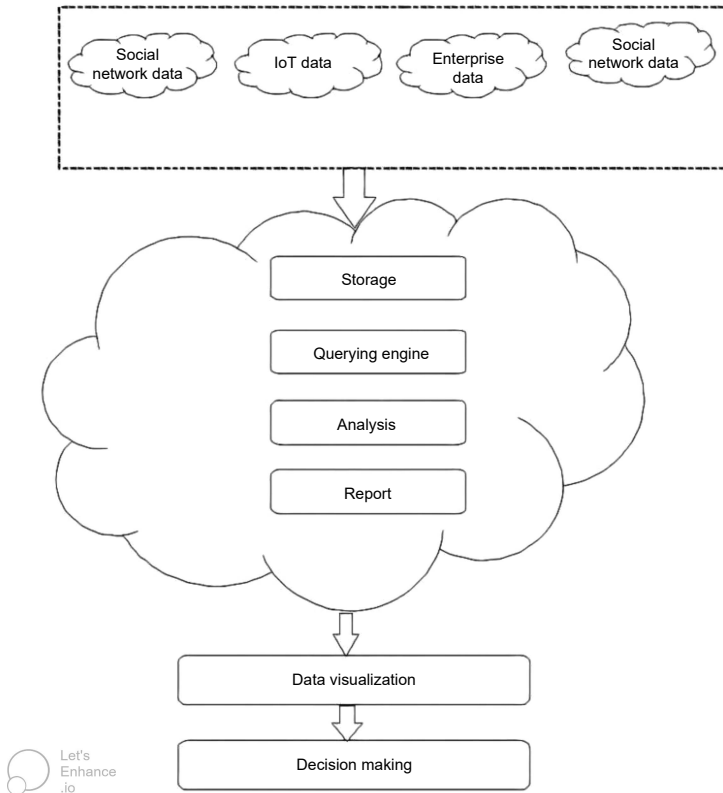 Social
network data
IoT data
Enterprise
data
Social
network data
Storage
Querying engine
Analysis
Report
Data visualization
Decision making
Let's
Enhance
.io